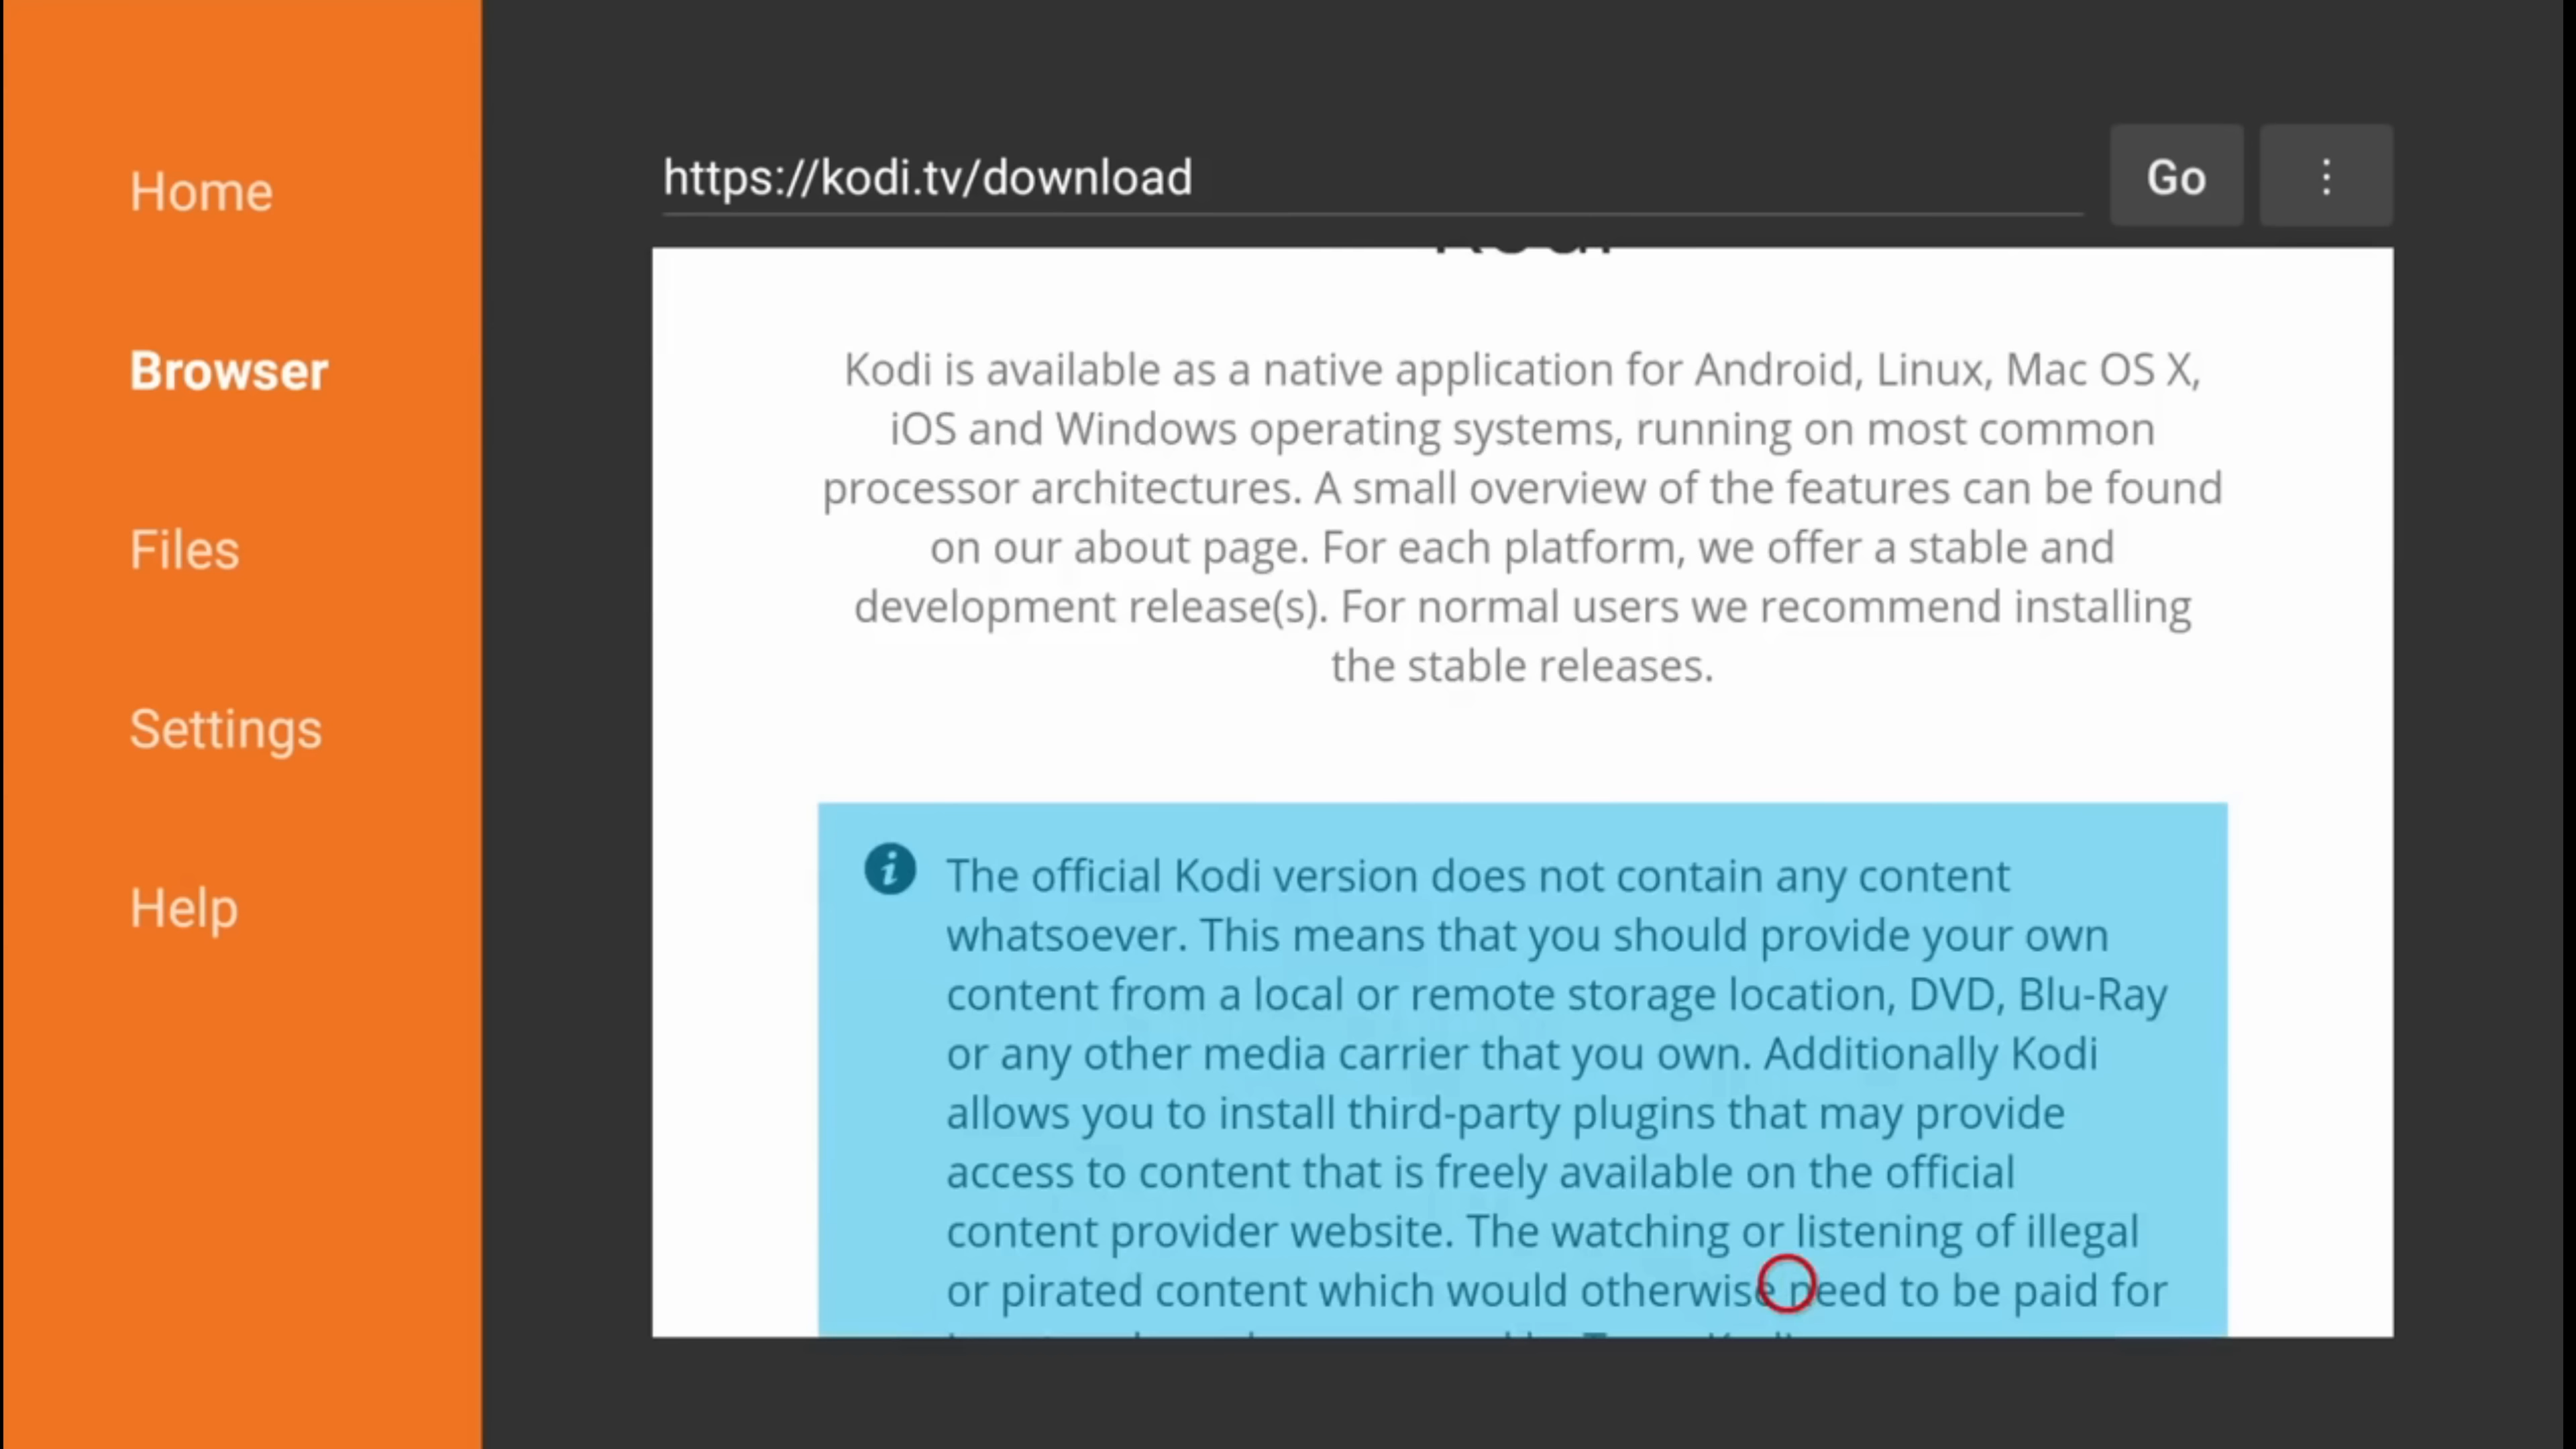 Home
Browser
Files
Settings
Help
https://kodi.tv/download
Go
Kodi is available as a native application for Android, Linux, Mac OS X,
iOS and Windows operating systems, running on most common
processor architectures. A small overview of the features can be found
on our about page. For each platform, we offer a stable and
development release(s). For normal users we recommend installing
the stable releases.
The official Kodi version does not contain any content
whatsoever. This means that you should provide your own
content from a local or remote storage location, DVD, Blu-Ray
or any other media carrier that you own. Additionally Kodi
allows you to install third-party plugins that may provide
access to content that is freely available on the official
content provider website. The watching or listening of illegal
or pirated content which would otherwise need to be paid for